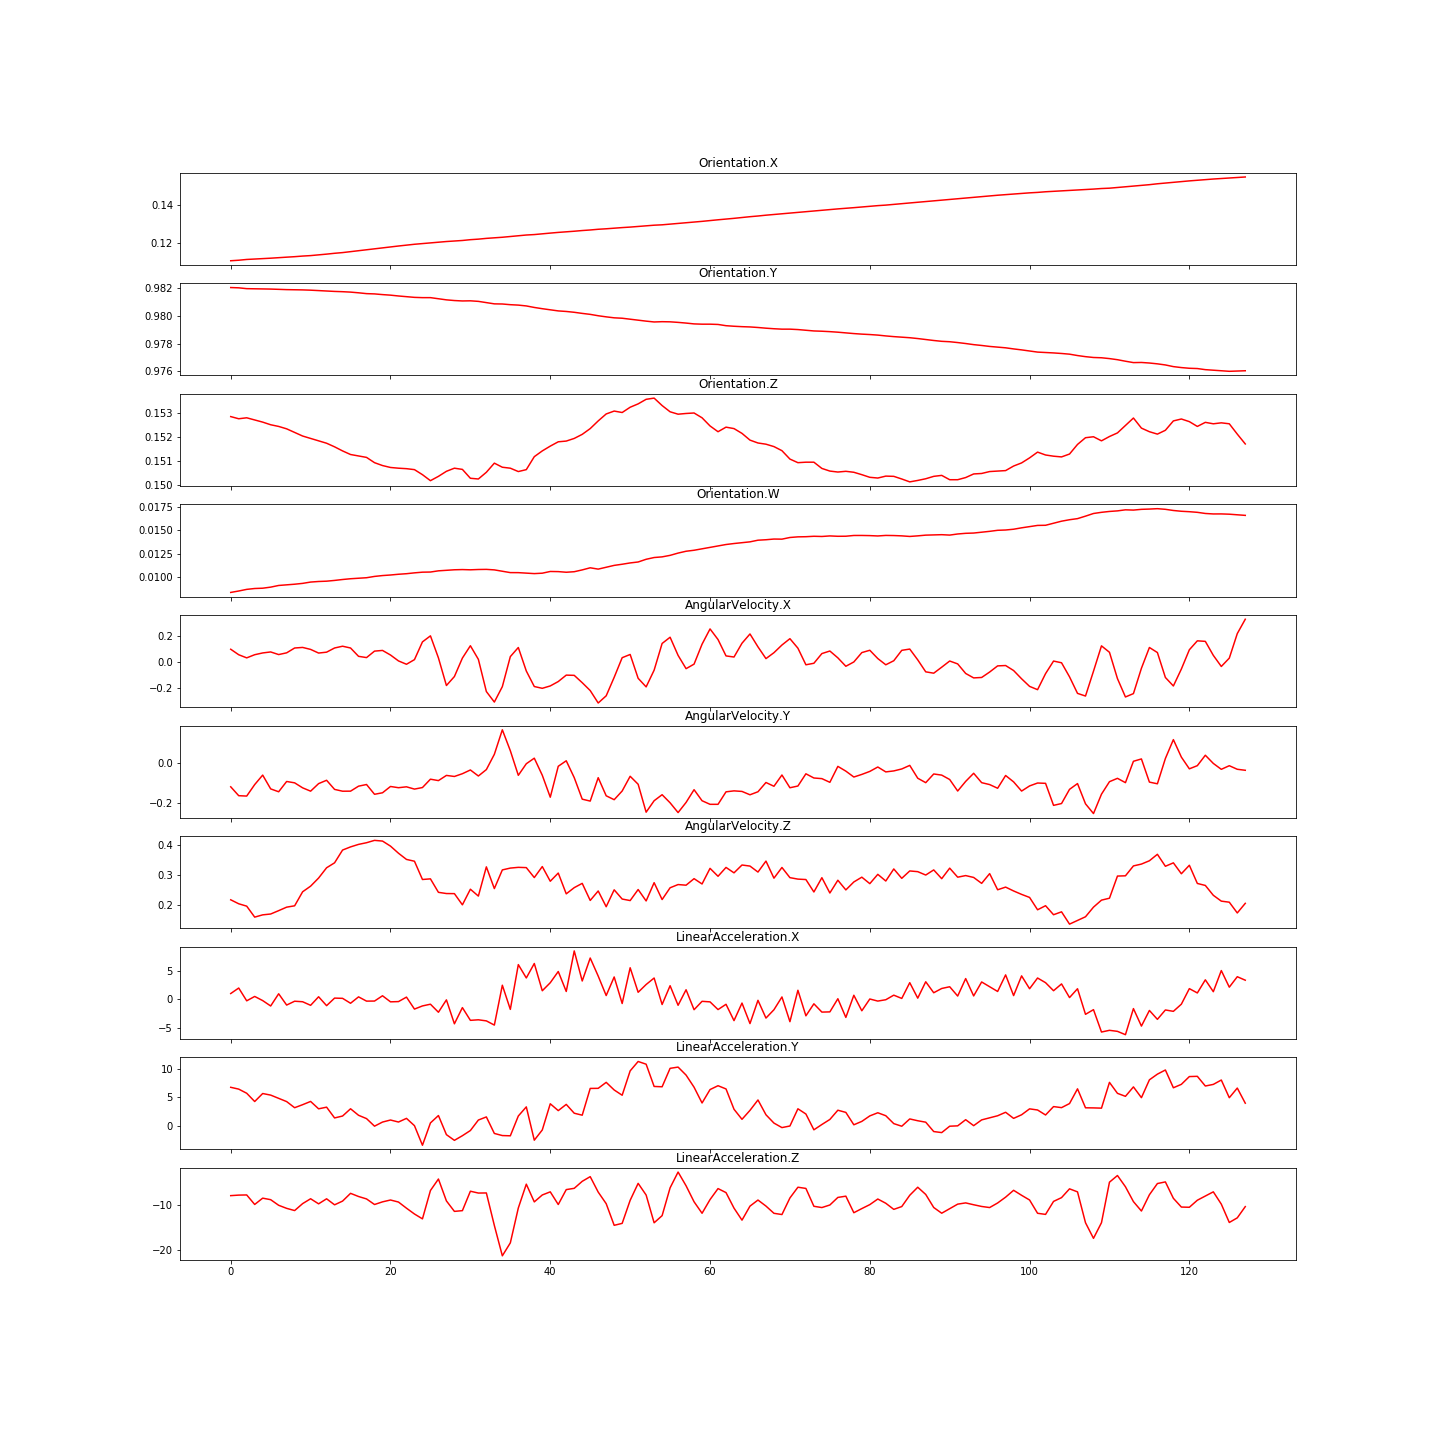 Orientation.X
0.14
0.12
Orientation.Y
0.982
0.980
0.978
0.976
Orientation.Z
0.153
0.152
0.151
0.150
Orientation.W
0.0175
0.0150
0.0125
0.0100
AngularVelocity.X
0.2
0.0
−0.2
AngularVelocity.Y
0.0
−0.2
AngularVelocity.Z
0.4
0.3
0.2
LinearAcceleration.X
5
0
−5
LinearAcceleration.Y
10
5
0
LinearAcceleration.Z
−10
−20
0 20 40 60 80 100 120